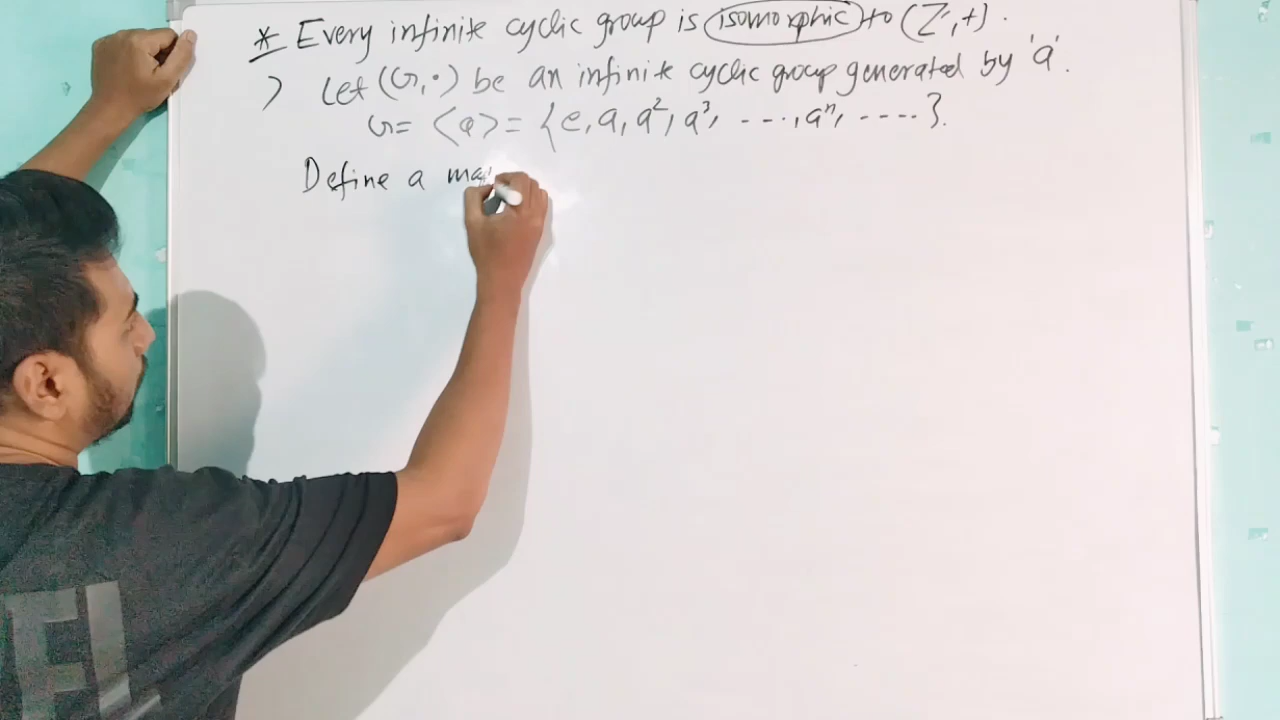 * Every infinite cyclic group is isomorphic to (Z, +).
) Let (G, ·) be an infinite cyclic group generated by 'a'.
G = <a> = {e, a, a², a³, ----, aⁿ, ----}.
Define a map